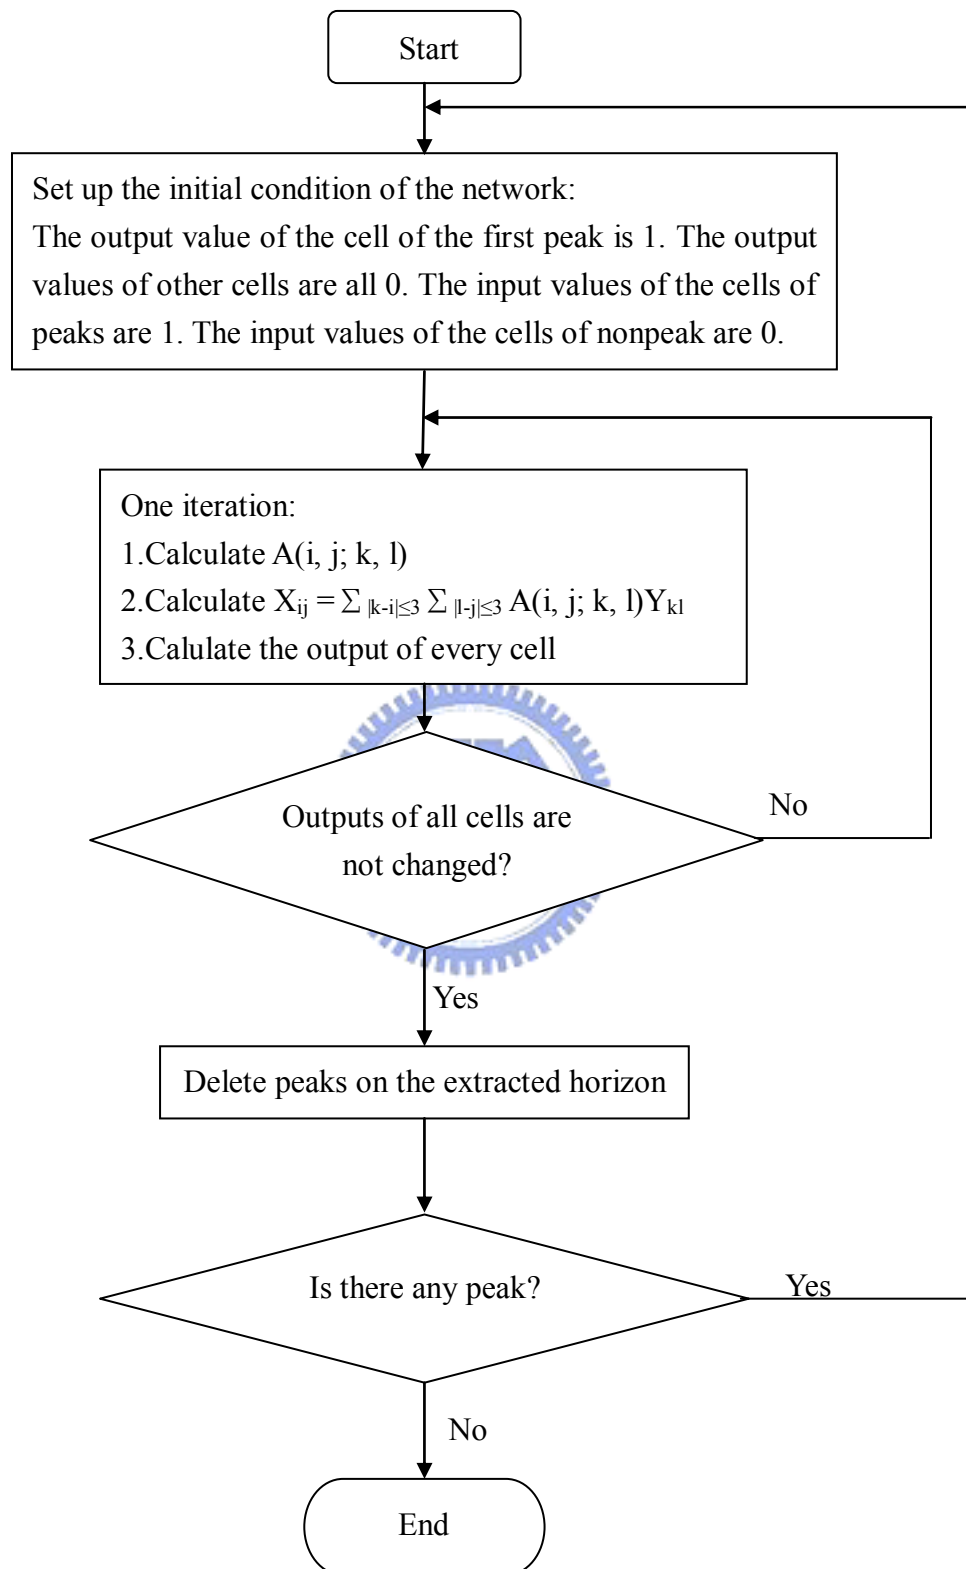 Start
Set up the initial condition of the network:
The output value of the cell of the first peak is 1. The output
values of other cells are all 0. The input values of the cells of
peaks are 1. The input values of the cells of nonpeak are 0.
One iteration:
1.Calculate A(i, j; k, l)
2.Calculate X_ij = Σ |k-i|≤3 Σ |l-j|≤3 A(i, j; k, l)Y_kl
3.Calulate the output of every cell
Outputs of all cells are
not changed?
No
Yes
Delete peaks on the extracted horizon
Is there any peak?
Yes
No
End